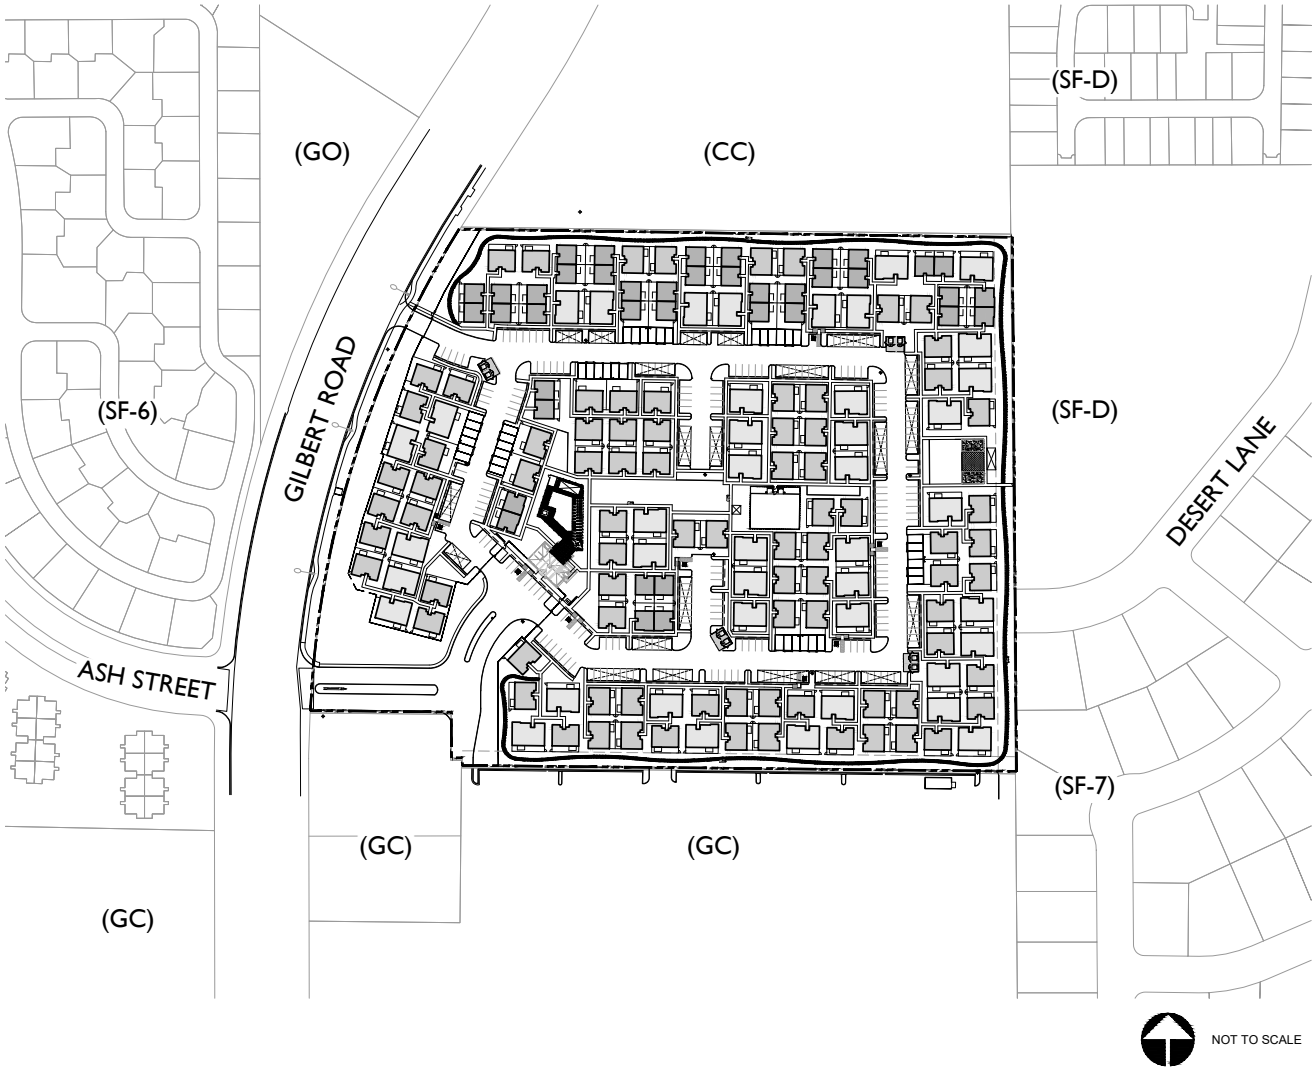 (SF-D)
(GO)
(CC)
GILBERT ROAD
(SF-6)
(SF-D)
DESERT LANE
ASH STREET
(SF-7)
(GC)
(GC)
(GC)
NOT TO SCALE